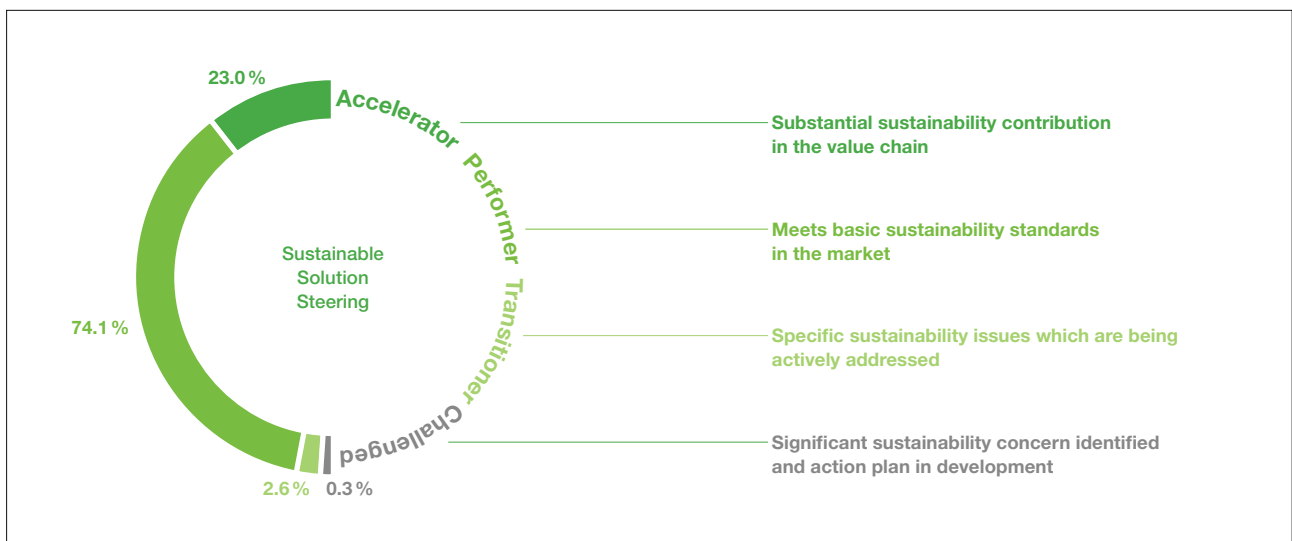 23.0 %
Accelerator
Substantial sustainability contribution
in the value chain
Performer
Meets basic sustainability standards
in the market
Sustainable
Solution
Steering
74.1 %
Transitioner
Specific sustainability issues which are being
actively addressed
Challenged
Significant sustainability concern identified
and action plan in development
2.6 %
0.3 %